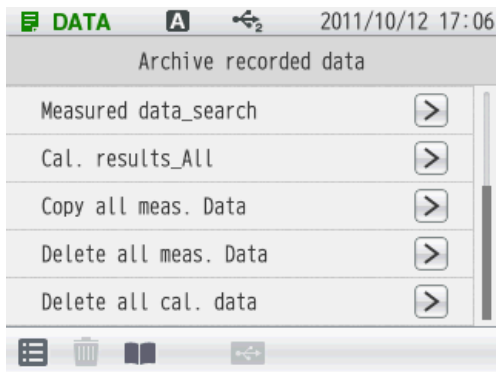 DATA A 2 2011/10/12 17:06
Archive recorded data
Measured data_search
Cal. results_All
Copy all meas. Data
Delete all meas. Data
Delete all cal. data